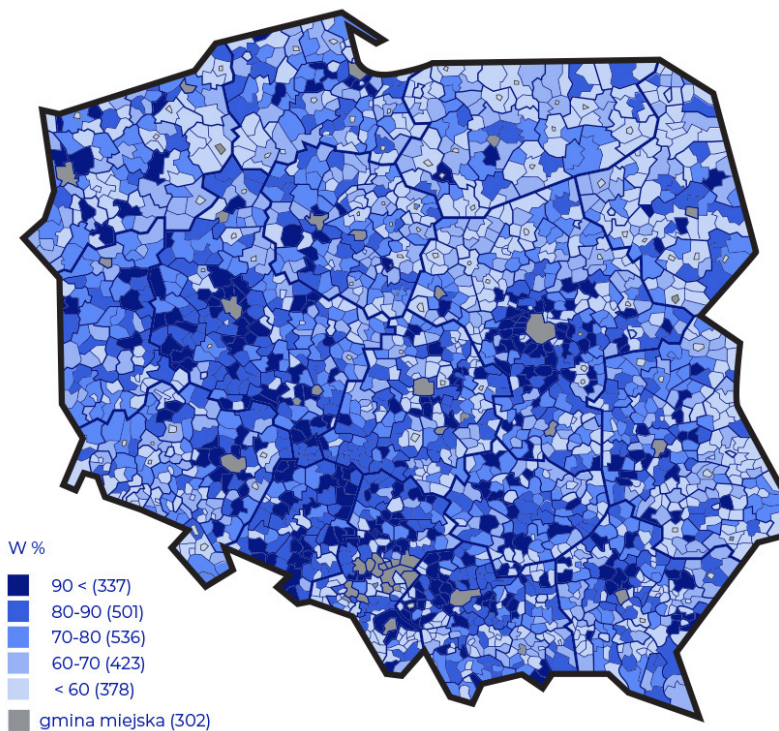 W %
90 < (337)
80-90 (501)
70-80 (536)
60-70 (423)
< 60 (378)
gmina miejska (302)